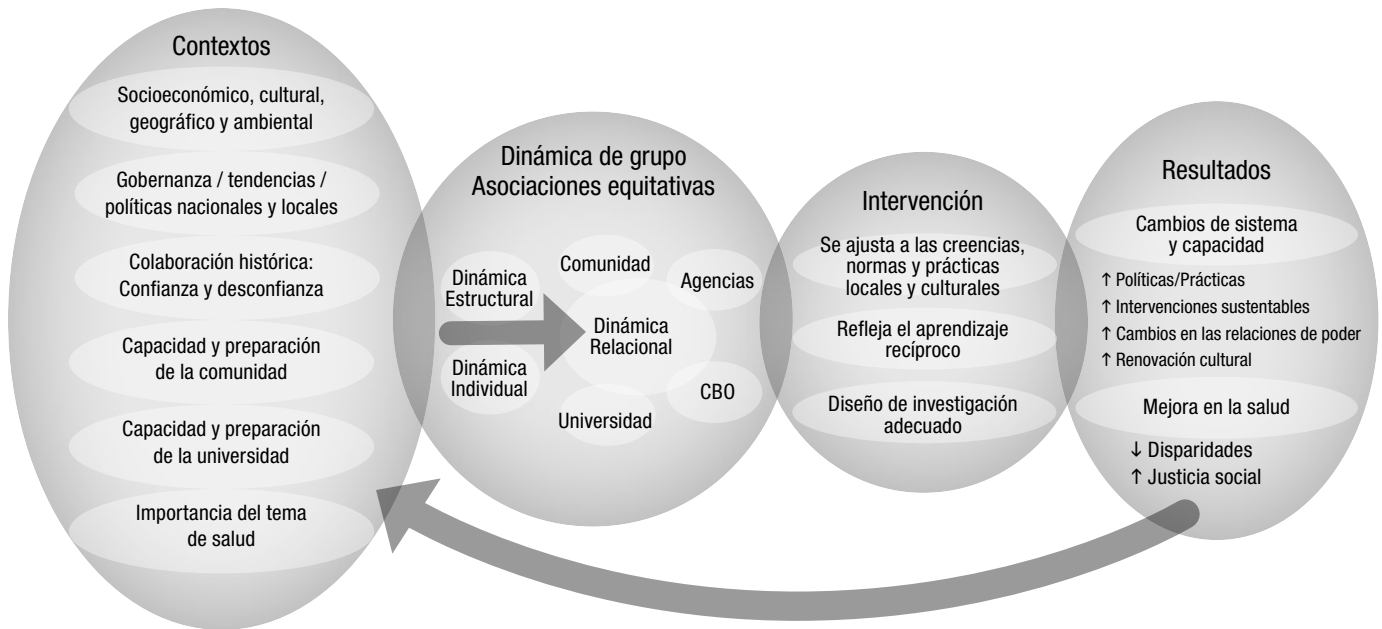 Contextos
Socioeconómico, cultural,
geográfico y ambiental
Gobernanza / tendencias /
políticas nacionales y locales
Colaboración histórica:
Confianza y desconfianza
Capacidad y preparación
de la comunidad
Capacidad y preparación
de la universidad
Importancia del tema
de salud
Dinámica de grupo
Asociaciones equitativas
Dinámica
Estructural
Dinámica
Individual
Comunidad
Agencias
Dinámica
Relacional
CBO
Universidad
Intervención
Se ajusta a las creencias,
normas y prácticas
locales y culturales
Refleja el aprendizaje
recíproco
Diseño de investigación
adecuado
Resultados
Cambios de sistema
y capacidad
↑ Políticas/Prácticas
↑ Intervenciones sustentables
↑ Cambios en las relaciones de poder
↑ Renovación cultural
Mejora en la salud
↓ Disparidades
↑ Justicia social